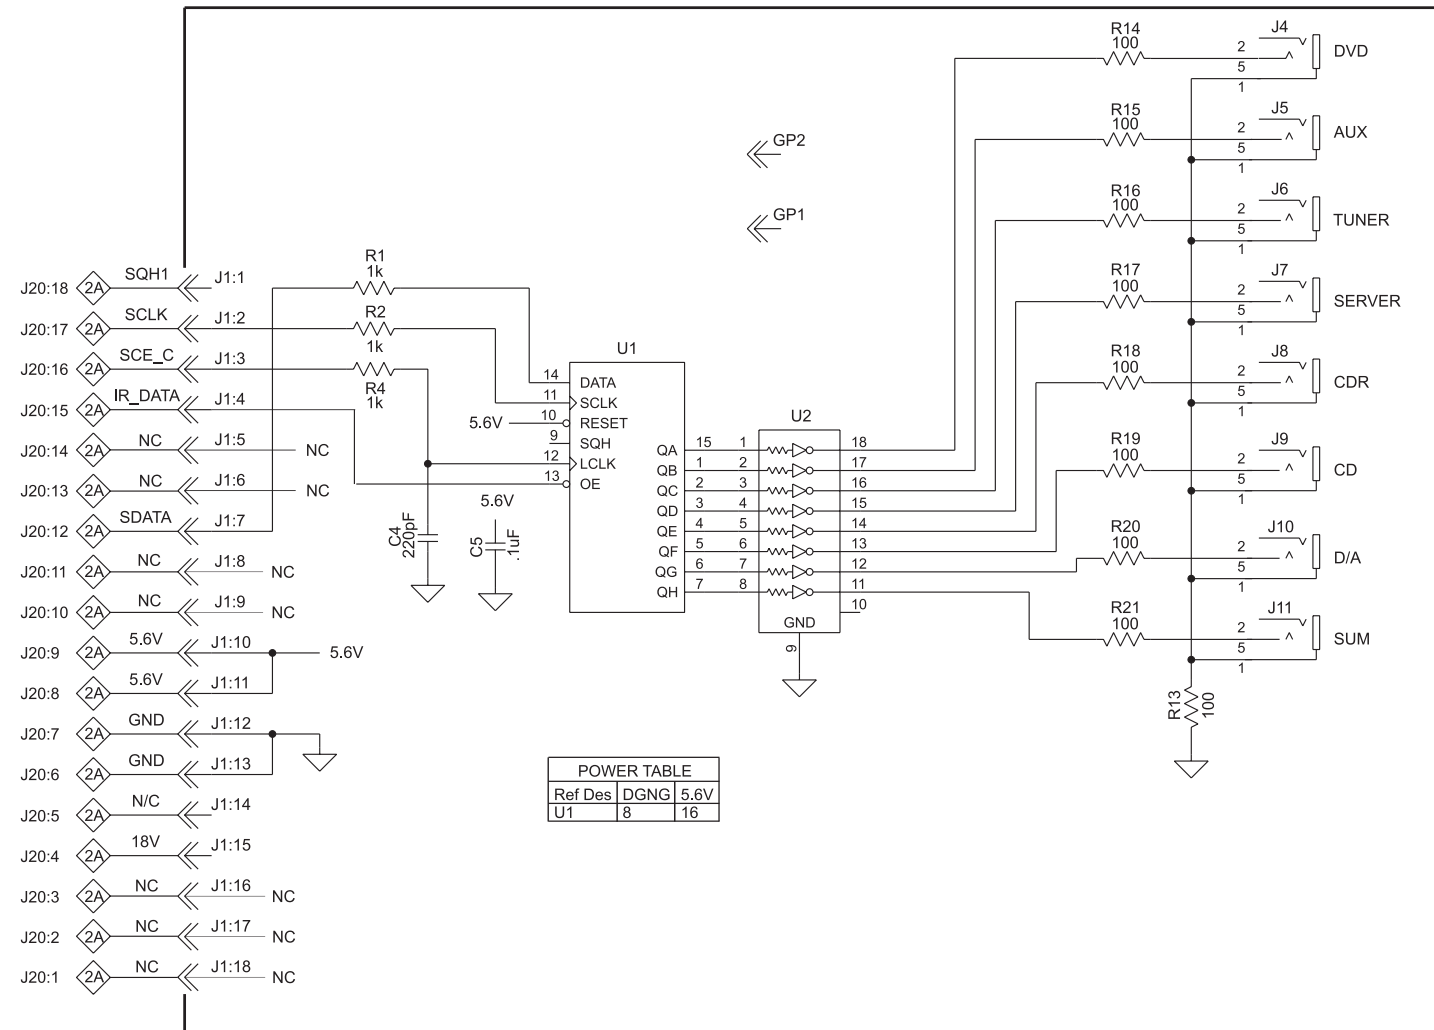 J20:18 2A SQH1 J1:1
J20:17 2A SCLK J1:2
J20:16 2A SCE_C J1:3
J20:15 2A IR_DATA J1:4
J20:14 2A NC J1:5 NC
J20:13 2A NC J1:6 NC
J20:12 2A SDATA J1:7
J20:11 2A NC J1:8 NC
J20:10 2A NC J1:9 NC
J20:9 2A 5.6V J1:10 5.6V
J20:8 2A 5.6V J1:11
J20:7 2A GND J1:12
J20:6 2A GND J1:13
J20:5 2A N/C J1:14
J20:4 2A 18V J1:15
J20:3 2A NC J1:16 NC
J20:2 2A NC J1:17 NC
J20:1 2A NC J1:18 NC
R1
1k
R2
1k
R4
1k
C4
220pF
5.6V
C5
.1uF
GP2
GP1
U1
14 DATA
11 SCLK
5.6V 10 RESET
9 SQH
12 LCLK
13 OE
QA 15
QB 1
QC 2
QD 3
QE 4
QF 5
QG 6
QH 7
U2
1 18
2 17
3 16
4 15
5 14
6 13
7 12
8 11
10
GND
9
POWER TABLE
Ref Des DGNG 5.6V
U1 8 16
R14
100
J4
2
5
1
DVD
R15
100
J5
2
5
1
AUX
R16
100
J6
2
5
1
TUNER
R17
100
J7
2
5
1
SERVER
R18
100
J8
2
5
1
CDR
R19
100
J9
2
5
1
CD
R20
100
J10
2
5
1
D/A
R21
100
J11
2
5
1
SUM
R13
100